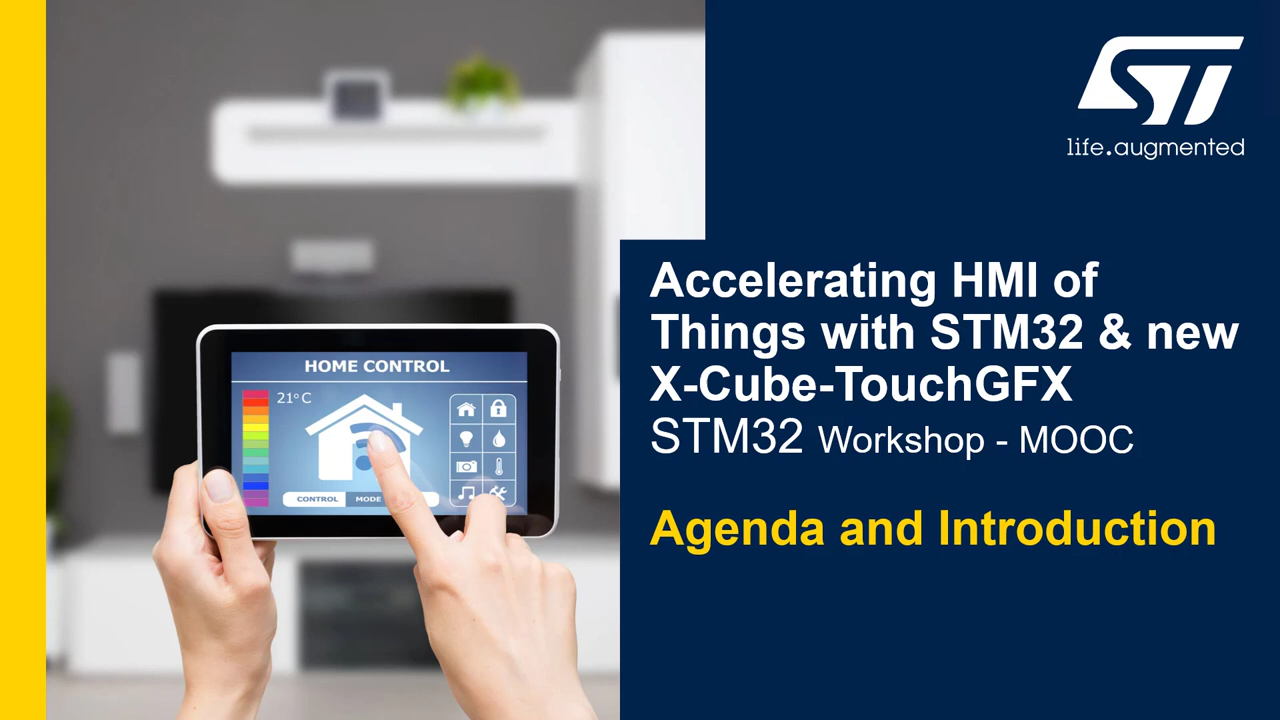 ST
life.augmented
Accelerating HMI of
Things with STM32 & new
X-Cube-TouchGFX
STM32 Workshop - MOOC
Agenda and Introduction
HOME CONTROL
21°C
CONTROL MODE